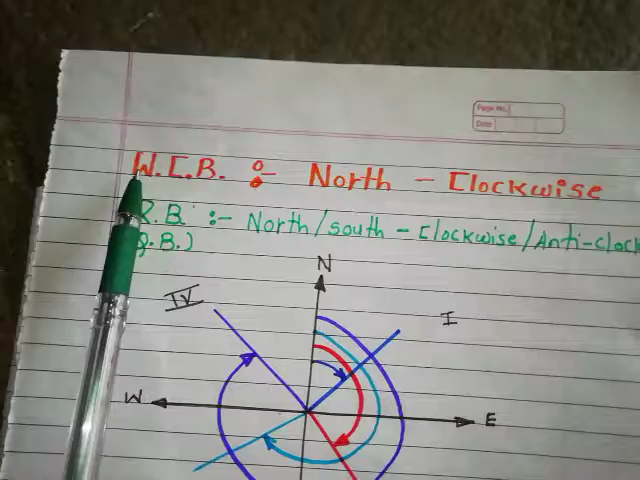 Page No.
Date
W.C.B. :- North - Clockwise
R.B. :- North/south - Clockwise/Anti-clock
Q.B.)
N
IV
I
W
E